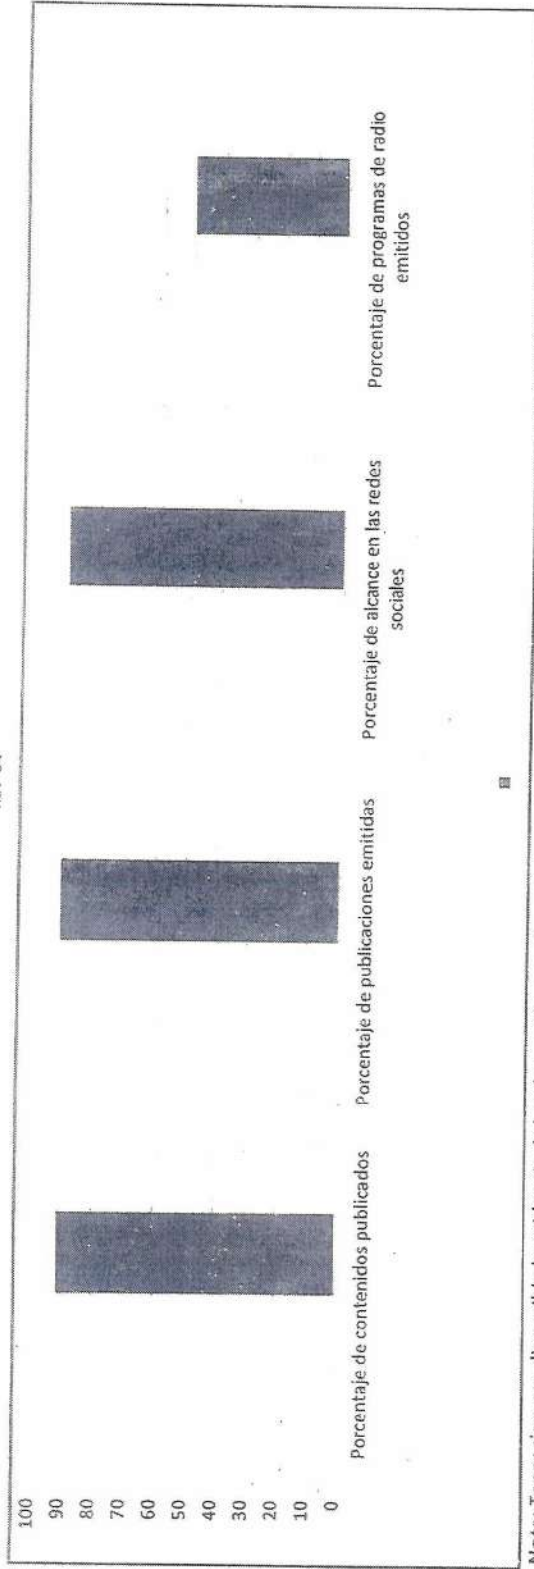 100
90
80
70
60
50
40
30
20
10
0
Porcentaje de contenidos publicados
Porcentaje de publicaciones emitidas
Porcentaje de alcance en las redes
sociales
Porcentaje de programas de radio
emitidos